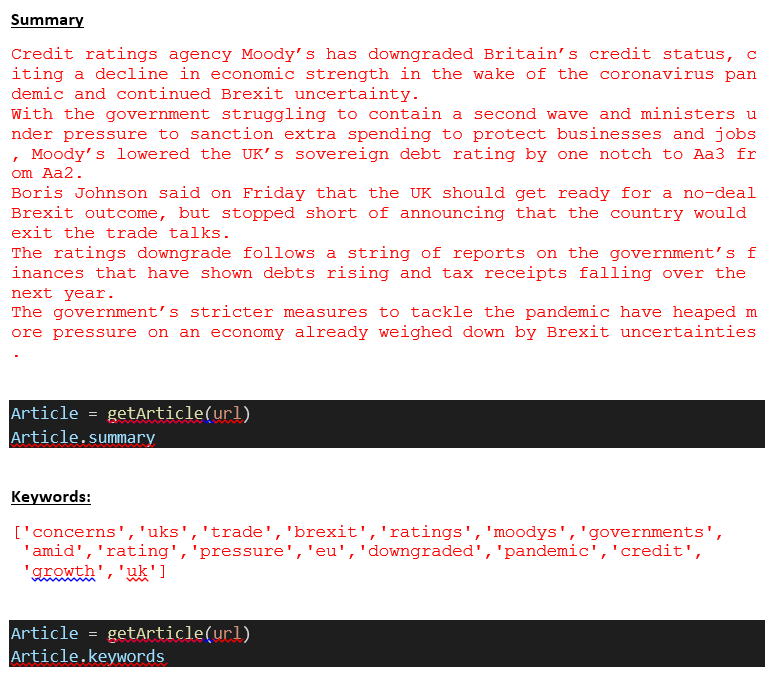 Summary
Credit ratings agency Moody’s has downgraded Britain’s credit status, c
iting a decline in economic strength in the wake of the coronavirus pan
demic and continued Brexit uncertainty.
With the government struggling to contain a second wave and ministers u
nder pressure to sanction extra spending to protect businesses and jobs
, Moody’s lowered the UK’s sovereign debt rating by one notch to Aa3 fr
om Aa2.
Boris Johnson said on Friday that the UK should get ready for a no-deal
Brexit outcome, but stopped short of announcing that the country would
exit the trade talks.
The ratings downgrade follows a string of reports on the government’s f
inances that have shown debts rising and tax receipts falling over the
next year.
The government’s stricter measures to tackle the pandemic have heaped m
ore pressure on an economy already weighed down by Brexit uncertainties
.
Article = getArticle(url)
Article.summary
Keywords:
['concerns','uks','trade','brexit','ratings','moodys','governments',
'amid','rating','pressure','eu','downgraded','pandemic','credit',
'growth','uk']
Article = getArticle(url)
Article.keywords